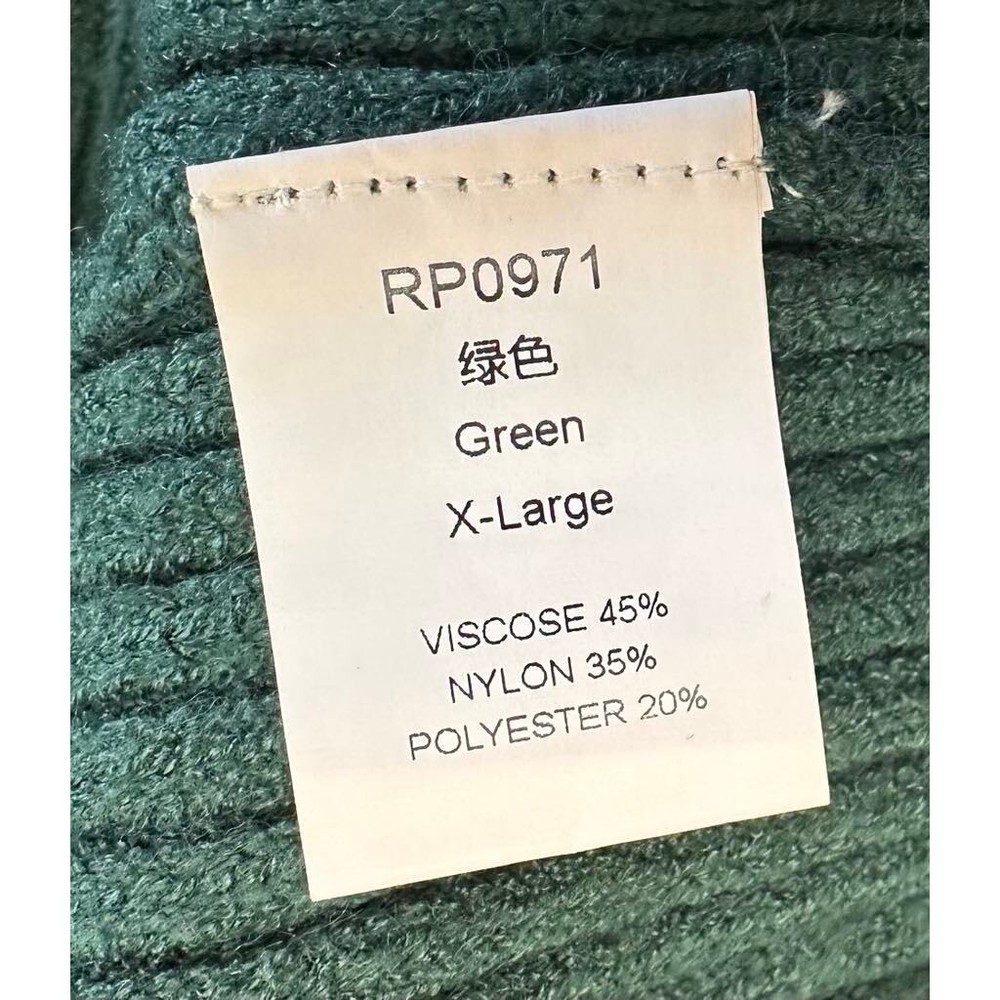 RP0971
绿色
Green
X-Large
VISCOSE 45%
NYLON 35%
POLYESTER 20%